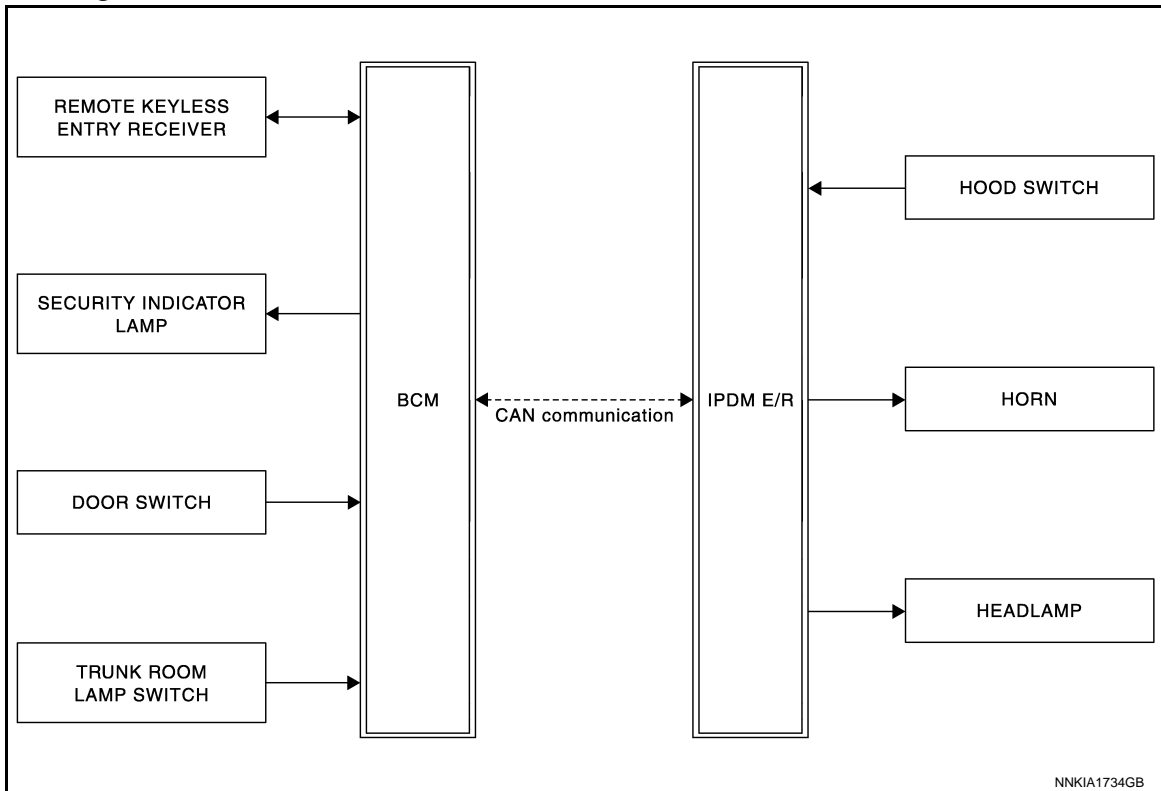 REMOTE KEYLESS
ENTRY RECEIVER
SECURITY INDICATOR
LAMP
DOOR SWITCH
TRUNK ROOM
LAMP SWITCH
BCM
CAN communication
IPDM E/R
HOOD SWITCH
HORN
HEADLAMP
NNKIA1734GB